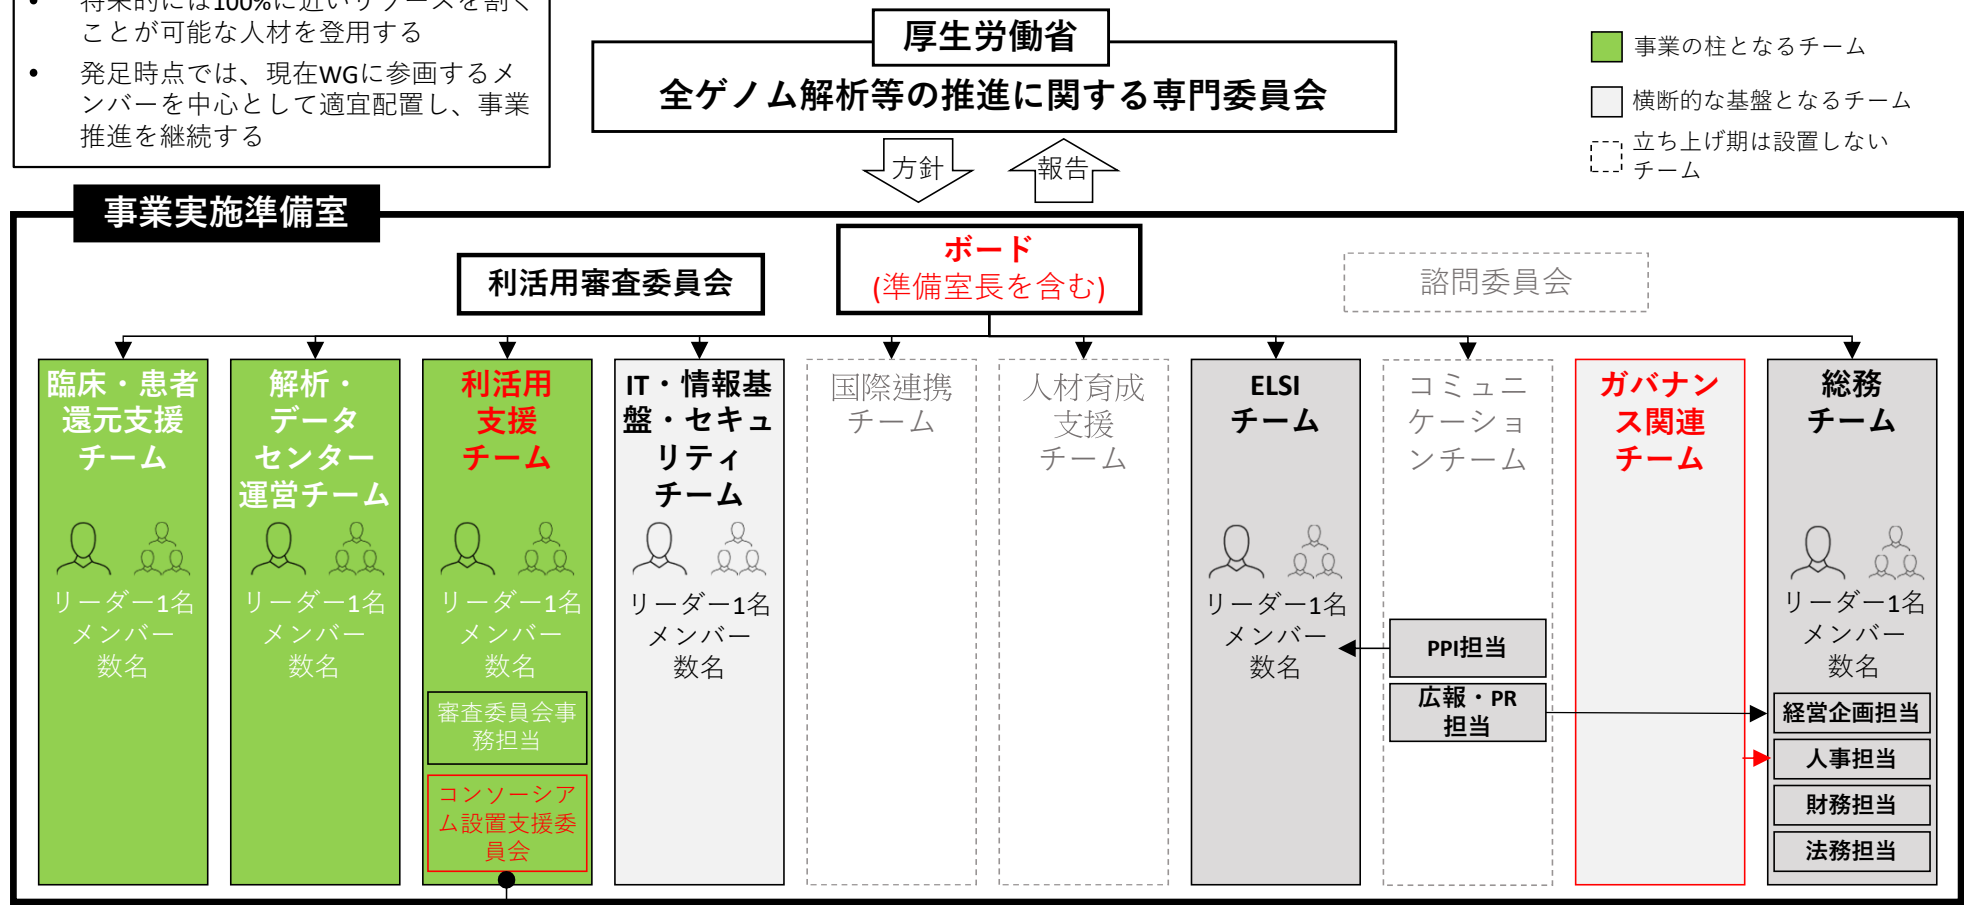 • 将来的には100%に近いリソースを割く
ことが可能な人材を登用する
• 発足時点では、現在WGに参画するメ
ンバーを中心として適宜配置し、事業
推進を継続する
厚生労働省
全ゲノム解析等の推進に関する専門委員会
方針
報告
事業の柱となるチーム
横断的な基盤となるチーム
立ち上げ期は設置しない
チーム
事業実施準備室
利活用審査委員会
ボード
(準備室長を含む)
諮問委員会
臨床・患者
還元支援
チーム
リーダー1名
メンバー
数名
解析・
データ
センター
運営チーム
リーダー1名
メンバー
数名
利活用
支援
チーム
リーダー1名
メンバー
数名
審査委員会事
務担当
コンソーシア
ム設置支援委
員会
IT・情報基
盤・セキュ
リティ
チーム
リーダー1名
メンバー
数名
国際連携
チーム
人材育成
支援
チーム
ELSI
チーム
リーダー1名
メンバー
数名
コミュニ
ケーショ
ンチーム
PPI担当
広報・PR
担当
ガバナン
ス関連
チーム
総務
チーム
リーダー1名
メンバー
数名
経営企画担当
人事担当
財務担当
法務担当